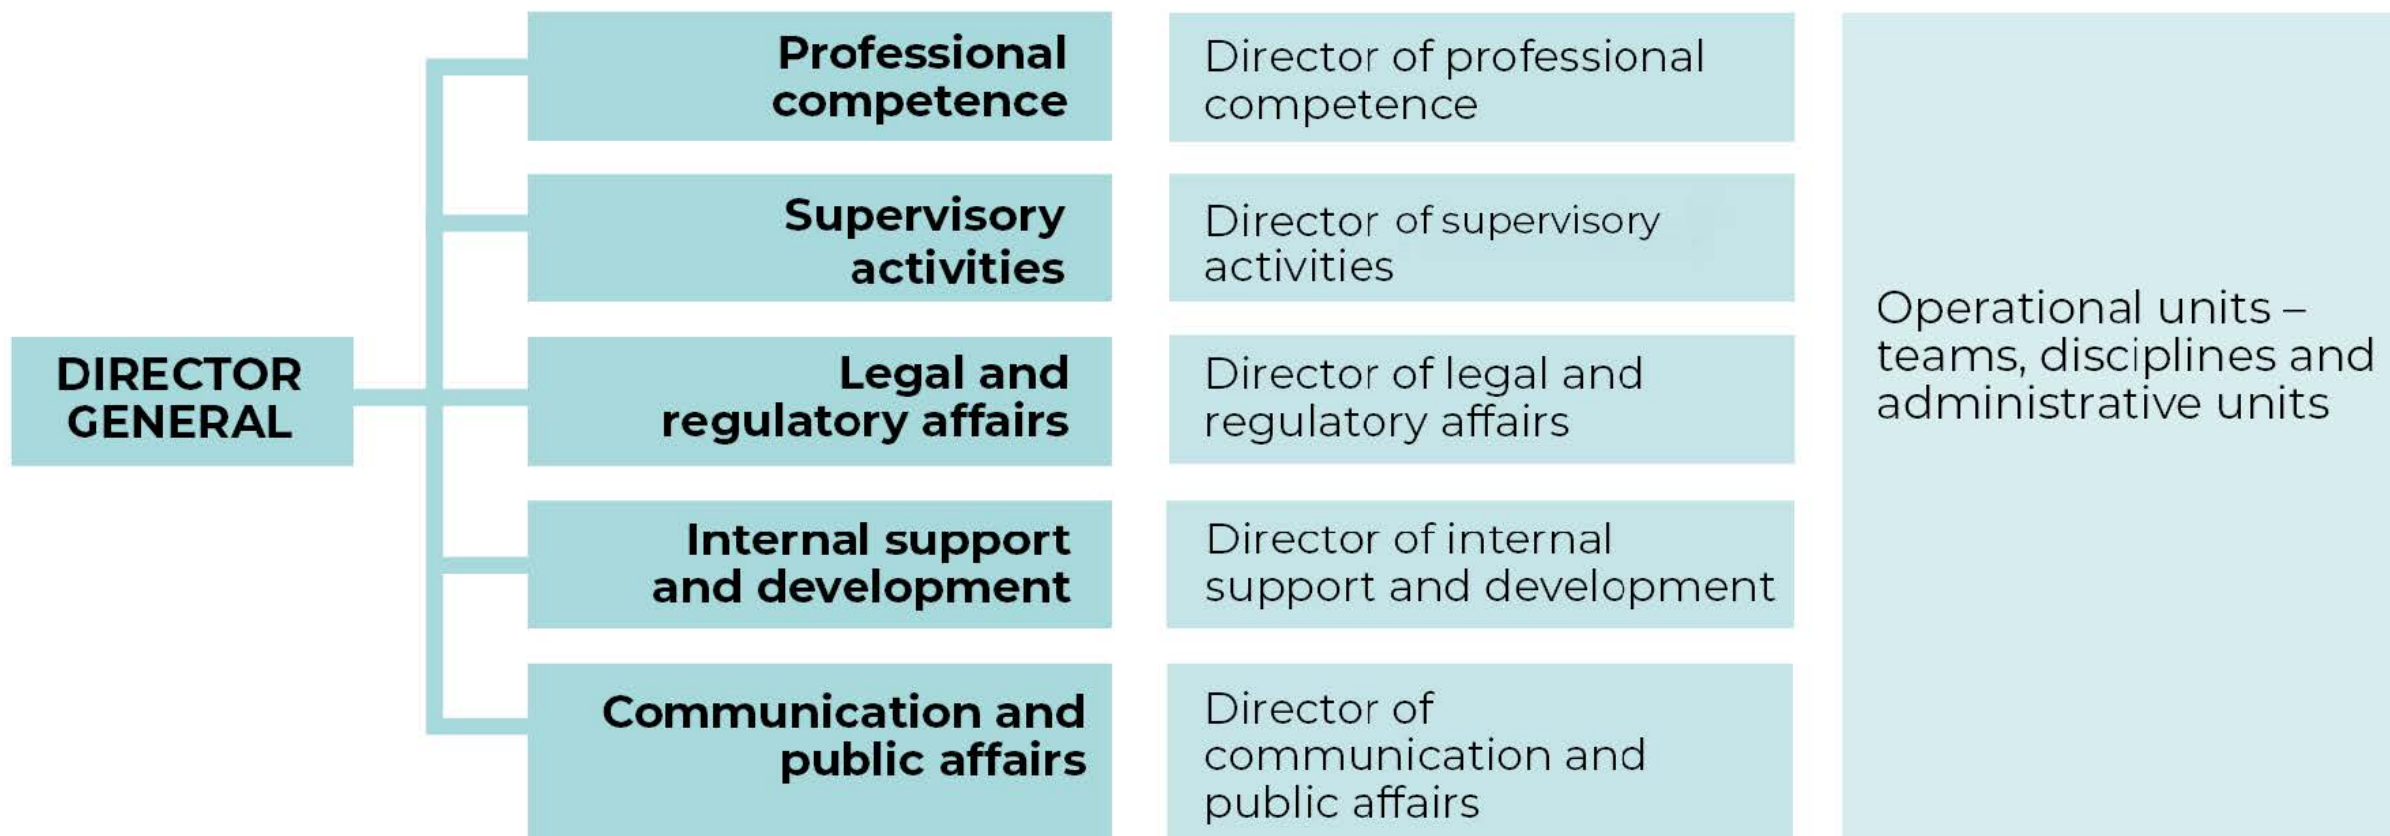 DIRECTOR
GENERAL
Professional
competence
Director of professional
competence
Supervisory
activities
Director of supervisory
activities
Legal and
regulatory affairs
Director of legal and
regulatory affairs
Internal support
and development
Director of internal
support and development
Communication and
public affairs
Director of
communication and
public affairs
Operational units –
teams, disciplines and
administrative units